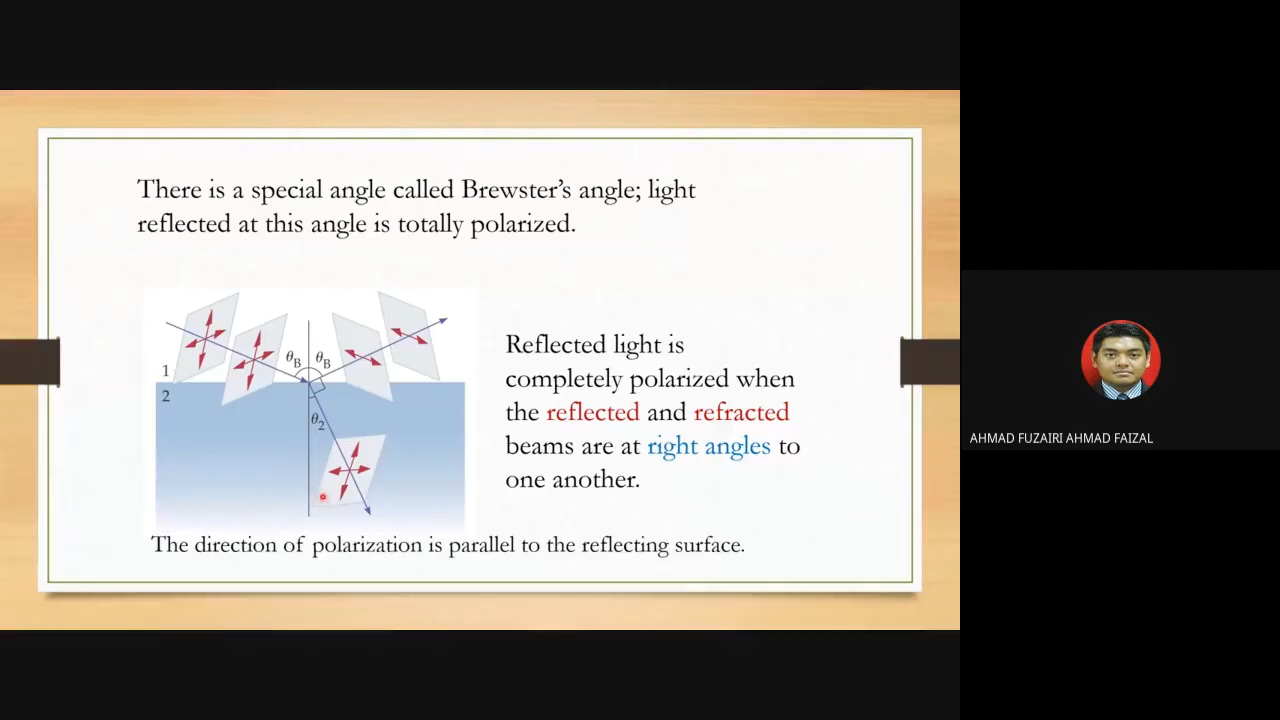 There is a special angle called Brewster's angle; light
reflected at this angle is totally polarized.
1
2
θB
θB
θ2
Reflected light is
completely polarized when
the reflected and refracted
beams are at right angles to
one another.
The direction of polarization is parallel to the reflecting surface.
AHMAD FUZAIRI AHMAD FAIZAL